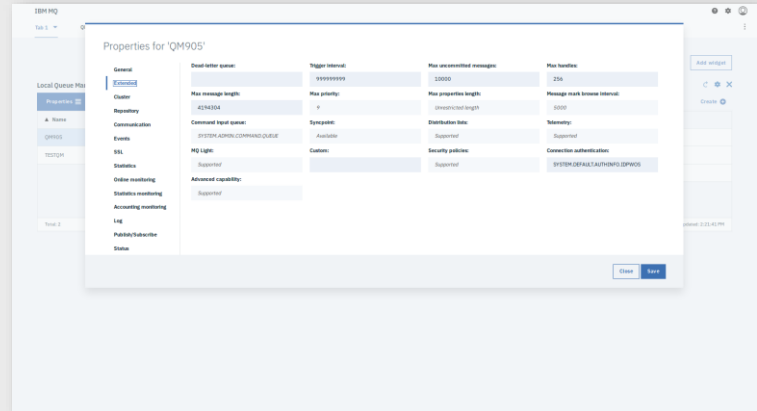 IBM MQ
Tab 1
Properties for 'QM905'
Add widget
Local Queue Mar
Properties
Create
Name
QM905
TESTQM
Total: 2
General
Extended
Cluster
Repository
Communication
Events
SSL
Statistics
Online monitoring
Statistics monitoring
Accounting monitoring
Log
Publish/Subscribe
Status
Dead-letter queue:
Trigger interval:
999999999
Max uncommitted messages:
10000
Max handles:
256
Max message length:
4194304
Max priority:
9
Max properties length:
Unrestricted length
Message mark browse interval:
5000
Command input queue:
SYSTEM.ADMIN.COMMAND.QUEUE
Syncpoint:
Available
Distribution lists:
Supported
Telemetry:
Supported
MQ Light:
Supported
Custom:
Security policies:
Supported
Connection authentication:
SYSTEM.DEFAULT.AUTHINFO.IDPWOS
Advanced capability:
Supported
Close
Save